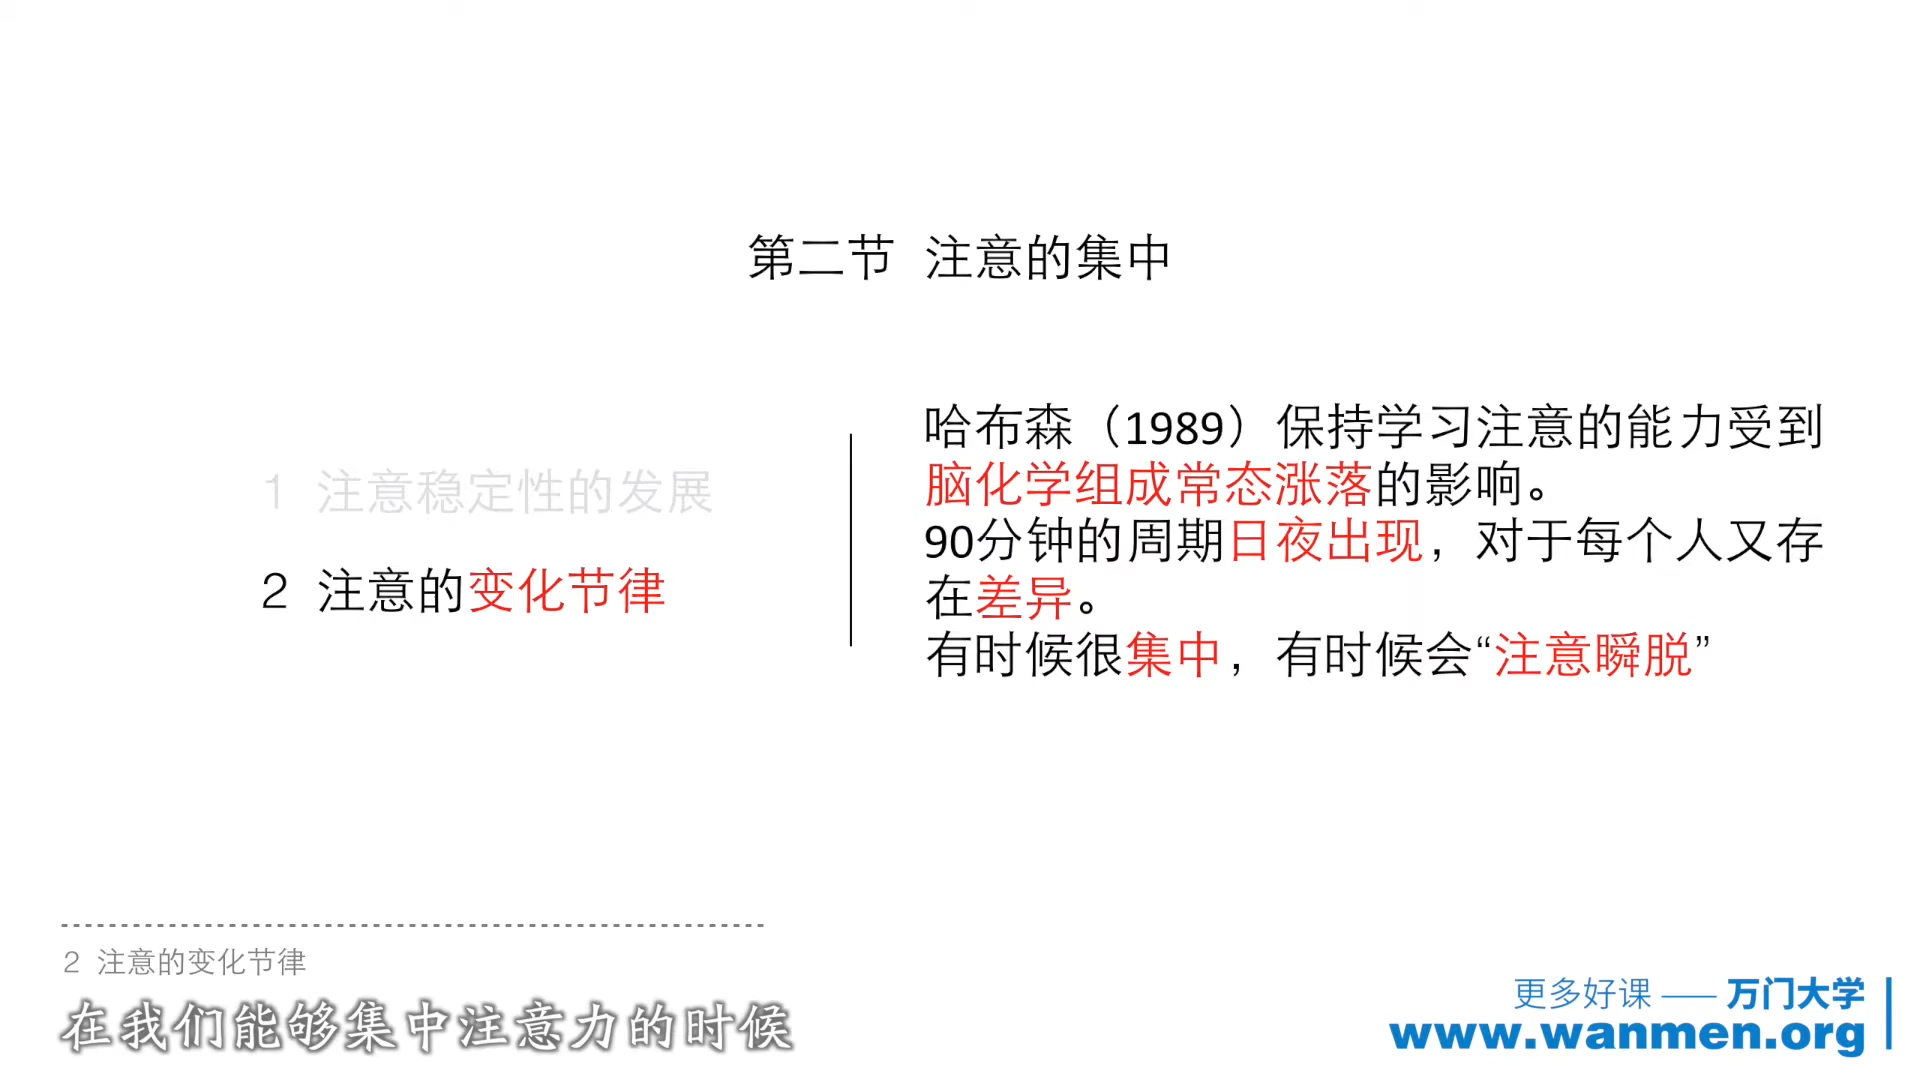 第二节 注意的集中
1 注意稳定性的发展
2 注意的变化节律
哈布森（1989）保持学习注意的能力受到
脑化学组成常态涨落的影响。
90分钟的周期日夜出现，对于每个人又存
在差异。
有时候很集中，有时候会“注意瞬脱”
2 注意的变化节律
在我们能够集中注意力的时候
更多好课 —— 万门大学
www.wanmen.org